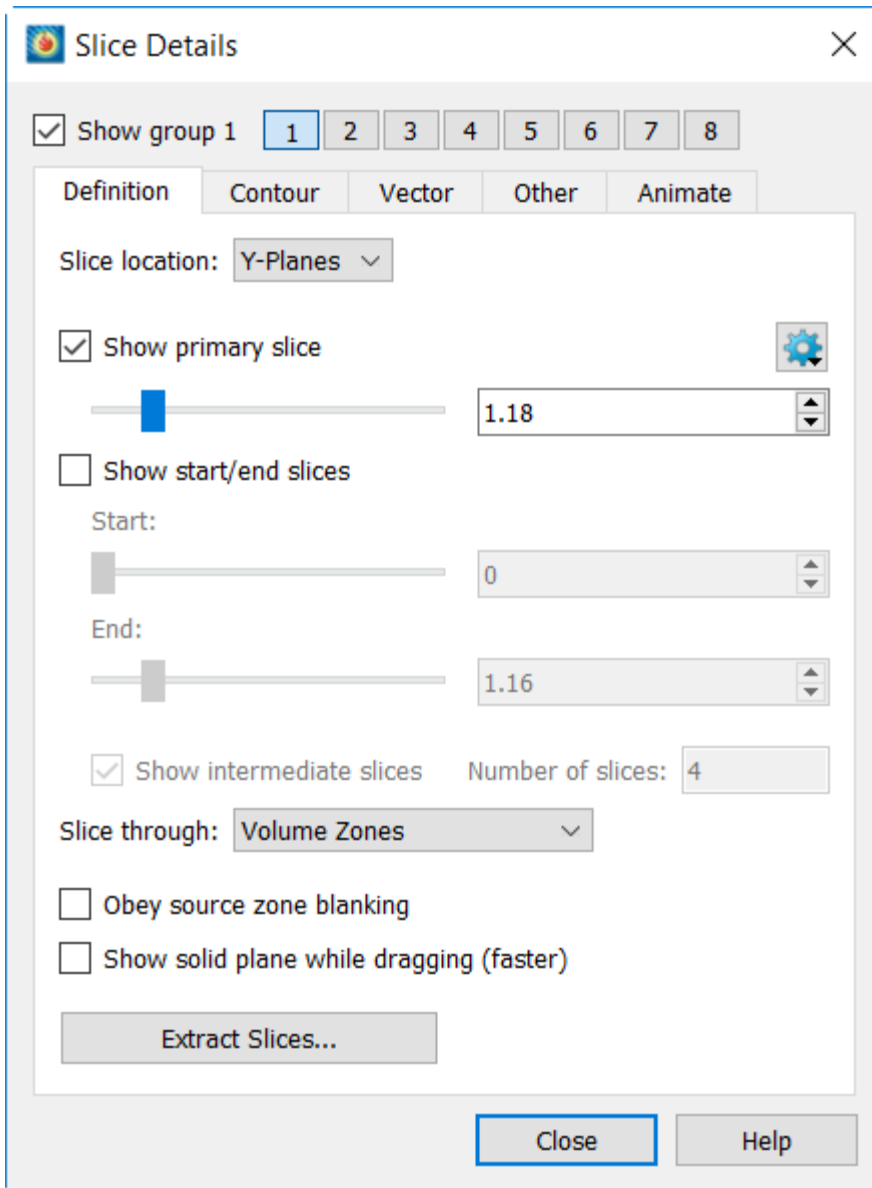 Slice Details
Show group 1 1 2 3 4 5 6 7 8
Definition Contour Vector Other Animate
Slice location: Y-Planes
Show primary slice
1.18
Show start/end slices
Start:
0
End:
1.16
Show intermediate slices Number of slices: 4
Slice through: Volume Zones
Obey source zone blanking
Show solid plane while dragging (faster)
Extract Slices...
Close Help